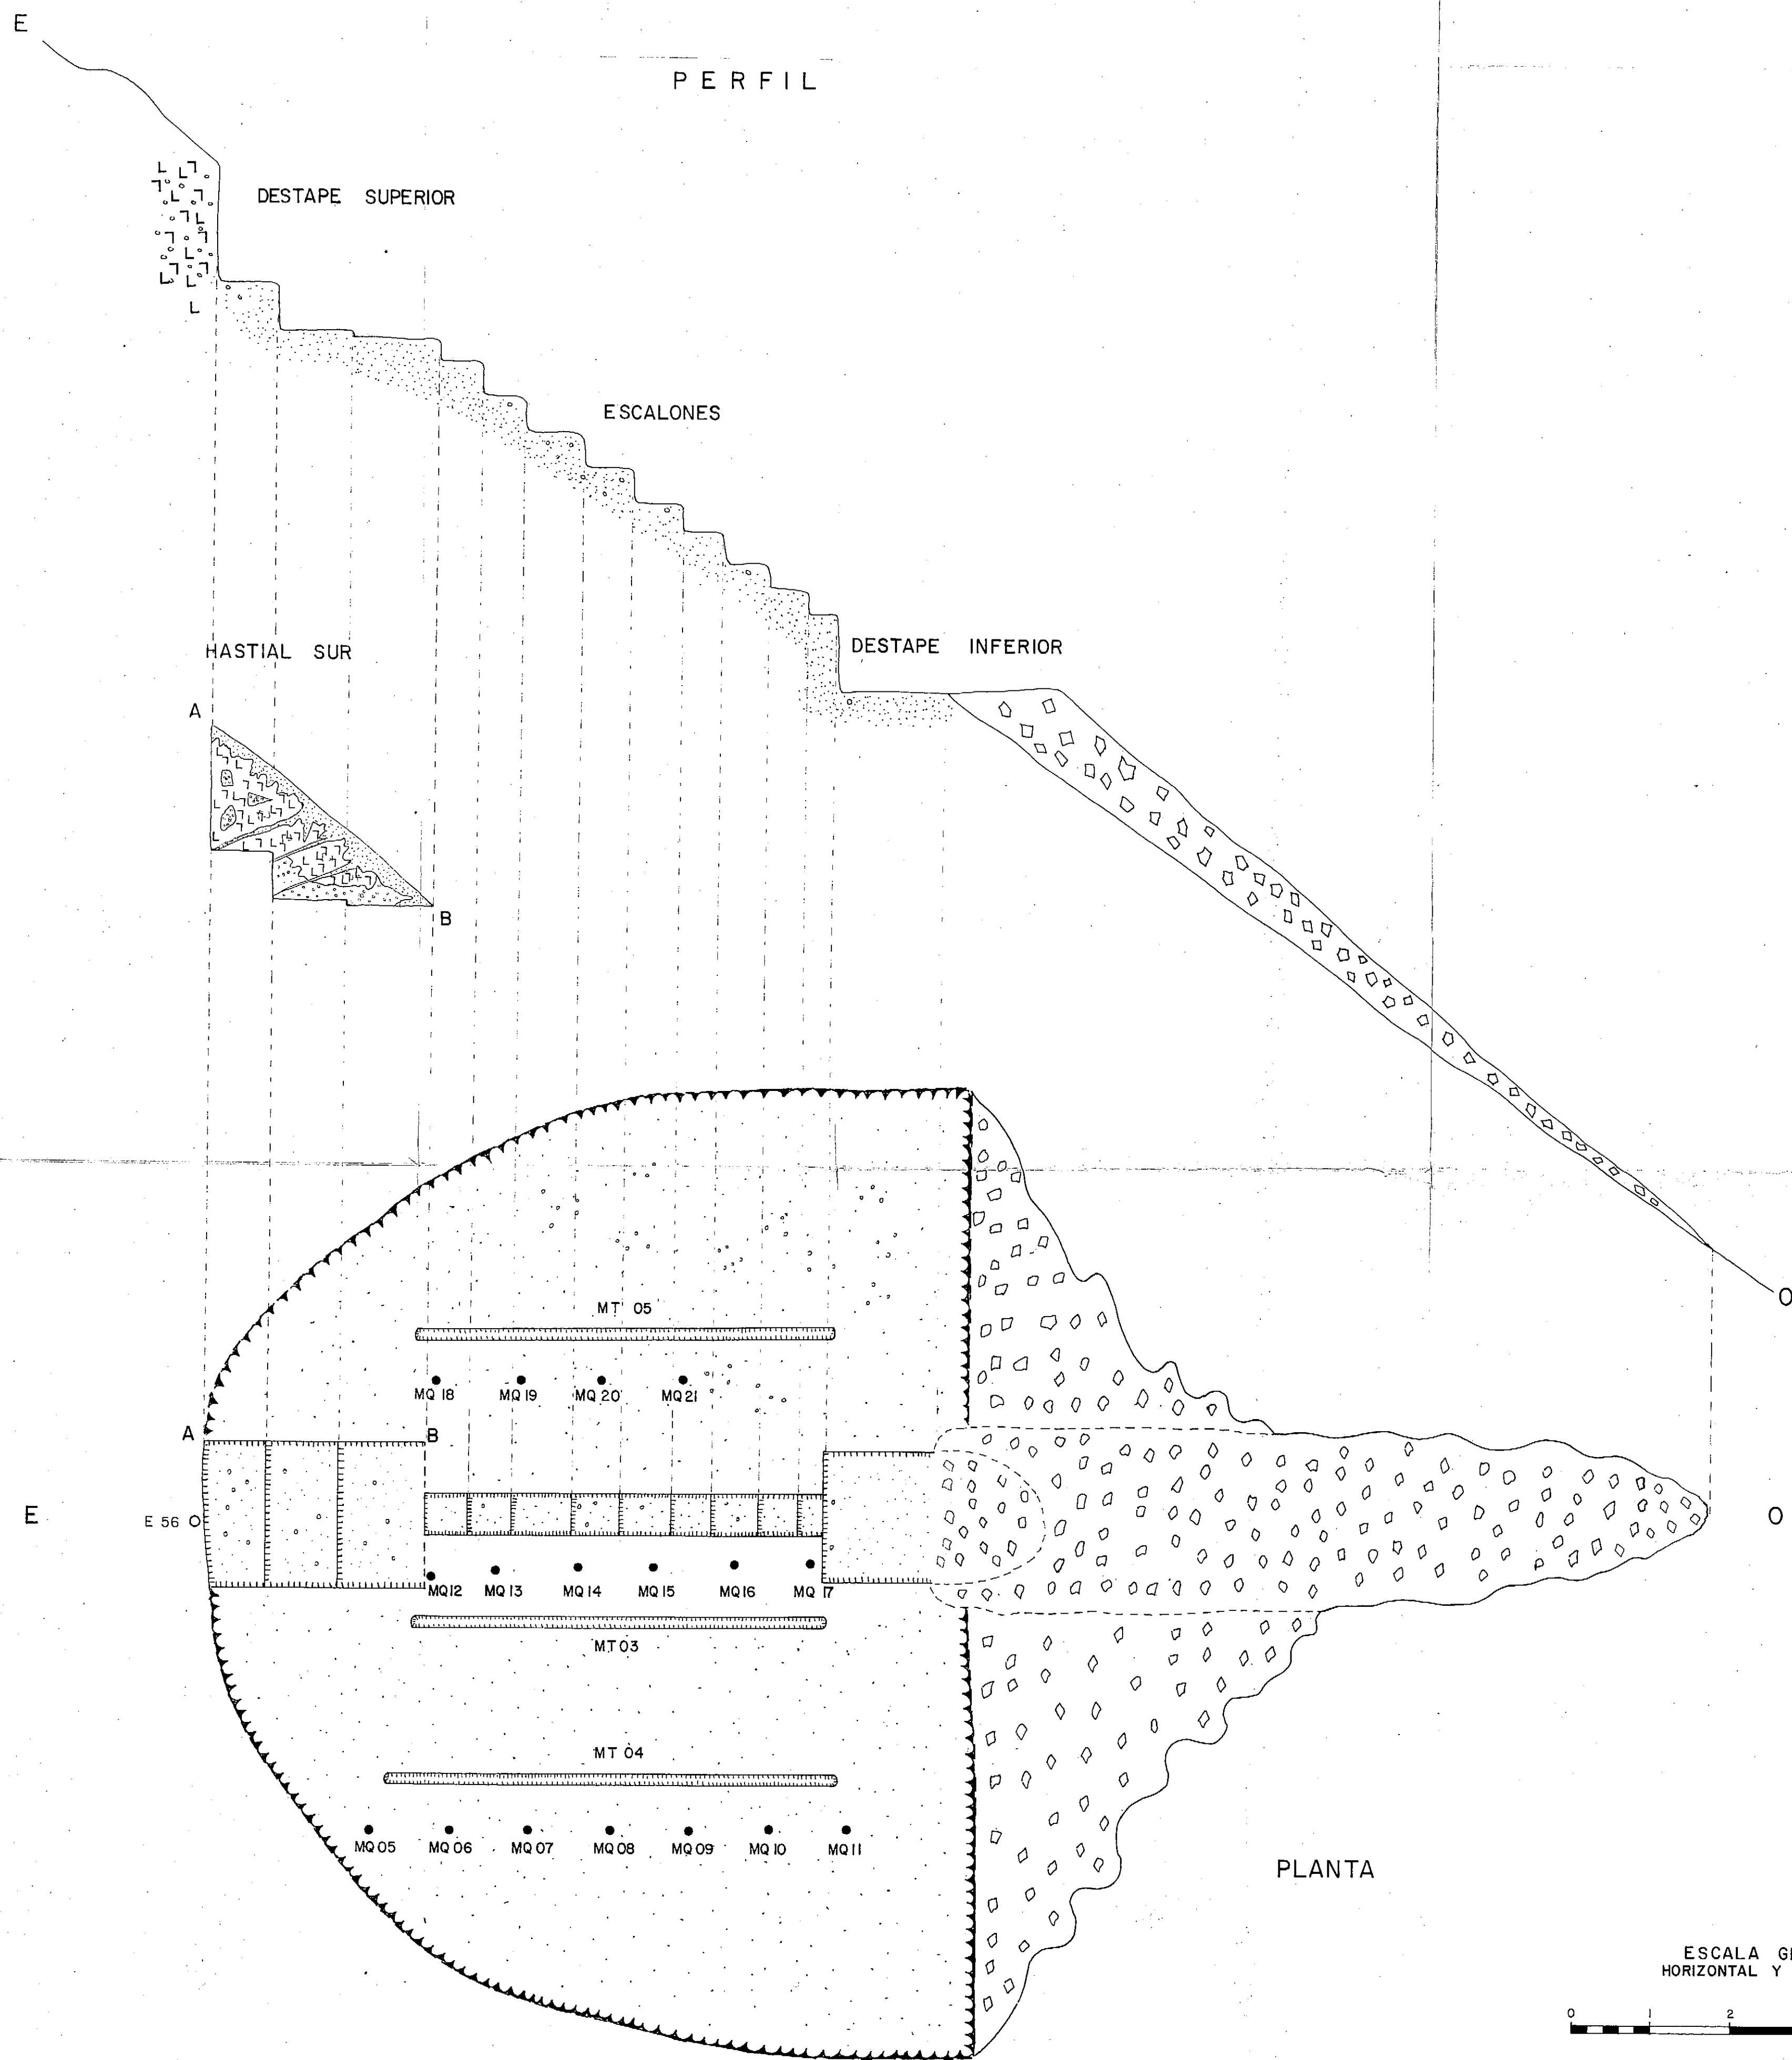 E
PERFIL
DESTAPE SUPERIOR
ESCALONES
HASTIAL SUR
DESTAPE INFERIOR
A
B
O
MT 05
MQ 18 MQ 19 MQ 20 MQ 21
A B
E O
E 56
MQ 12 MQ 13 MQ 14 MQ 15 MQ 16 MQ 17
MT 03
MT 04
MQ 05 MQ 06 MQ 07 MQ 08 MQ 09 MQ 10 MQ 11
PLANTA
ESCALA
HORIZONTAL Y
0 1 2